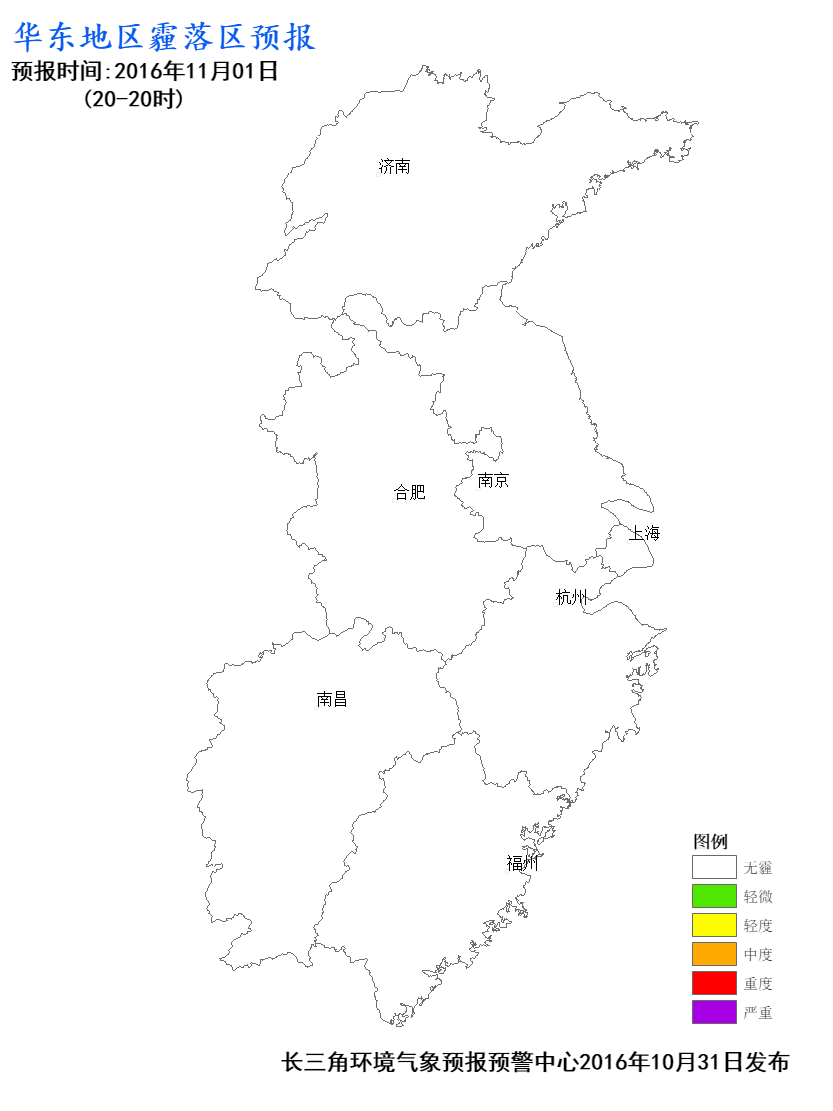 华东地区霾落区预报
预报时间:2016年11月01日
(20-20时)
济南
南京
合肥
上海
杭州
南昌
福州
图例
无霾
轻微
轻度
中度
重度
严重
长三角环境气象预报预警中心2016年10月31日发布